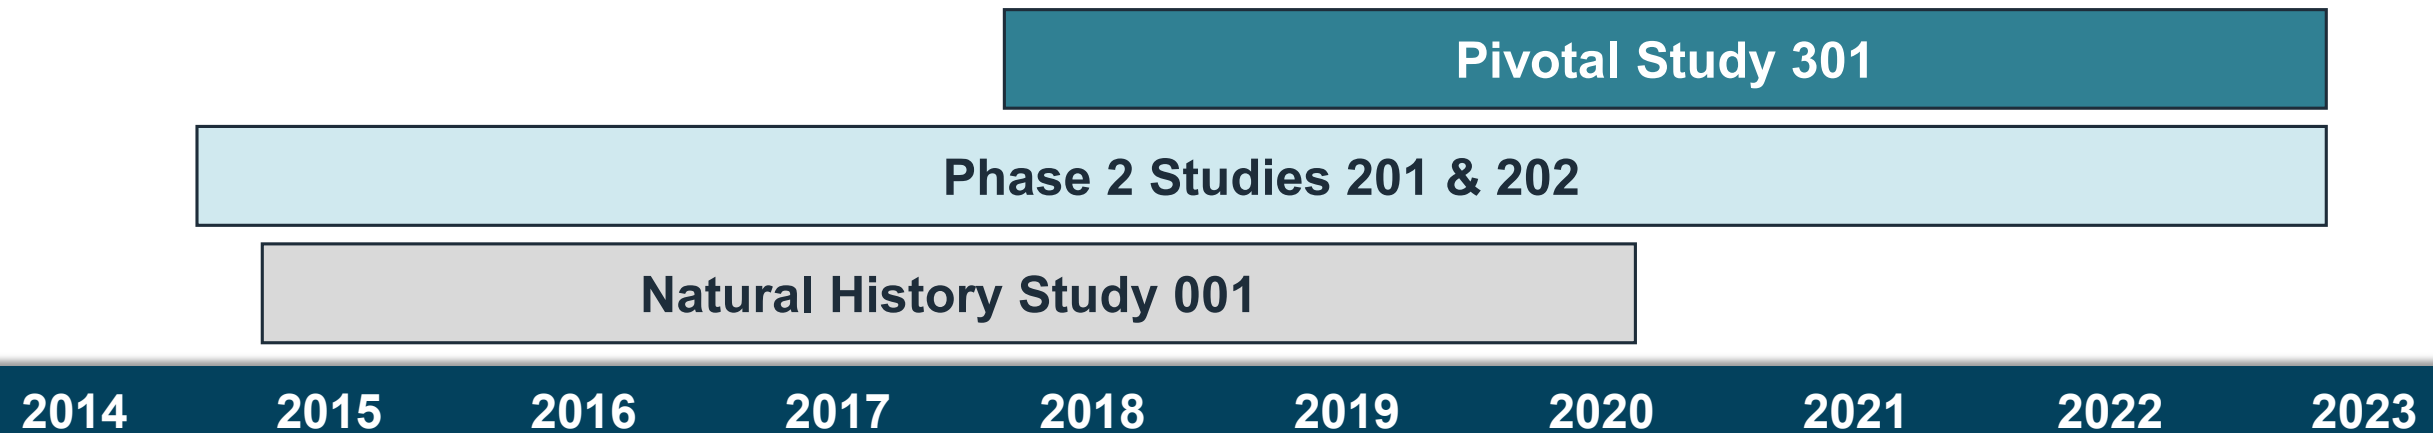 Pivotal Study 301
Phase 2 Studies 201 & 202
Natural History Study 001
2014 2015 2016 2017 2018 2019 2020 2021 2022 2023